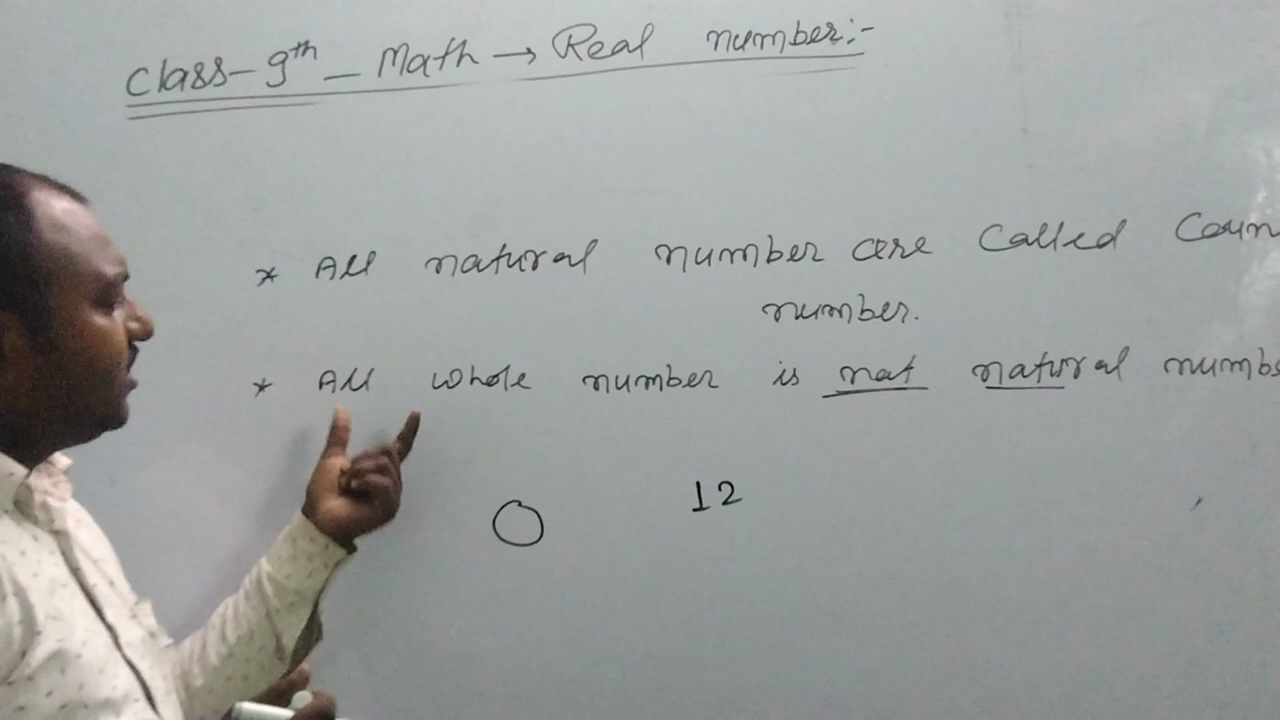 Class-9th - Math → Real number:-
* All natural number are called Coun
number.
* All whole number is not natural numbe
0 12